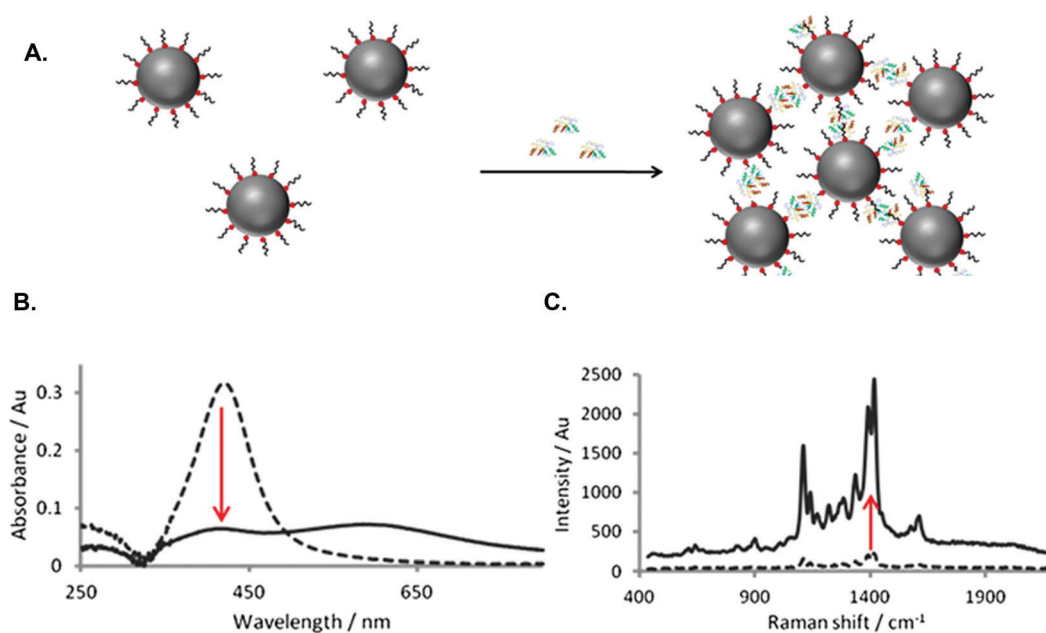 A.
B.
Absorbance / Au
0.3
0.2
0.1
0
250
450
650
Wavelength / nm
C.
Intensity / Au
2500
2000
1500
1000
500
0
400
900
1400
1900
Raman shift / cm⁻¹